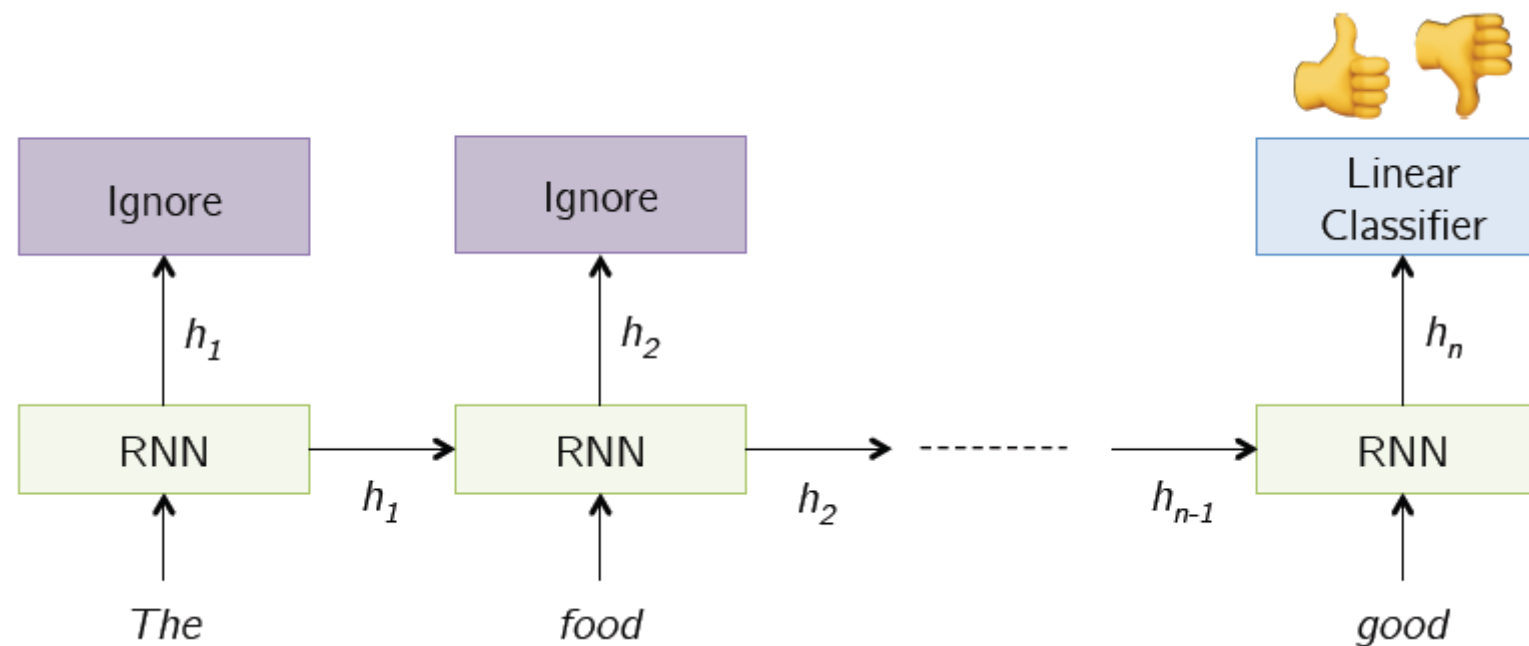 Ignore
Ignore
Linear
Classifier
h₁
h₂
hₙ
RNN
RNN
RNN
h₁
h₂
hₙ₋₁
The
food
good